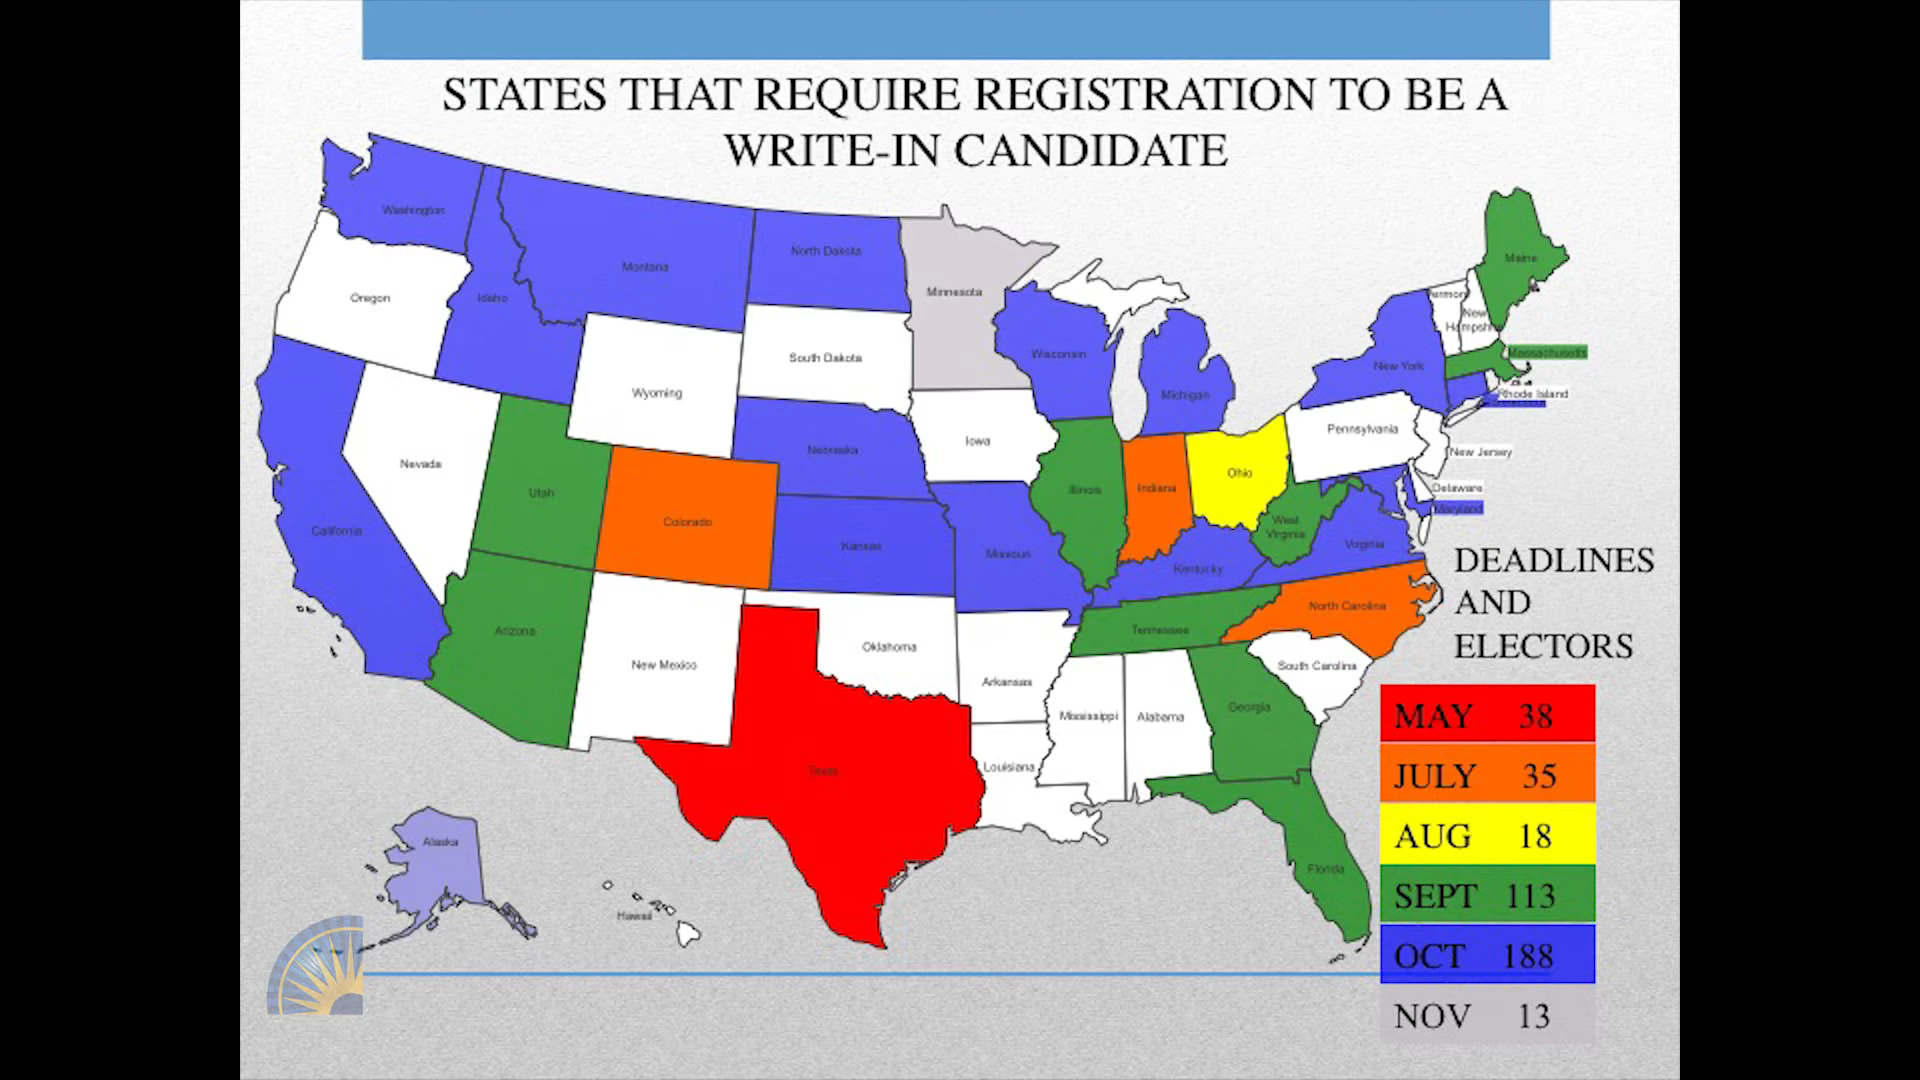 STATES THAT REQUIRE REGISTRATION TO BE A
WRITE-IN CANDIDATE
Washington
Montana
North Dakota
Minnesota
Maine
Oregon
Idaho
New
Hampshi
Wisconsin
Massachusetts
South Dakota
New York
Michigan
Wyoming
Rhode Island
Iowa
Pennsylvania
Nebraska
New Jersey
Nevada
Ohio
Utah
Illinois
Indiana
Delaware
Maryland
Colorado
West
Virginia
California
Kansas
Missouri
Virginia
Kentucky
DEADLINES
AND
ELECTORS
North Carolina
Arizona
Tennessee
Oklahoma
New Mexico
South Carolina
Arkansas
Georgia
Mississippi
Alabama
Texas
Louisiana
Alaska
Florida
Hawaii
MAY 38
JULY 35
AUG 18
SEPT 113
OCT 188
NOV 13